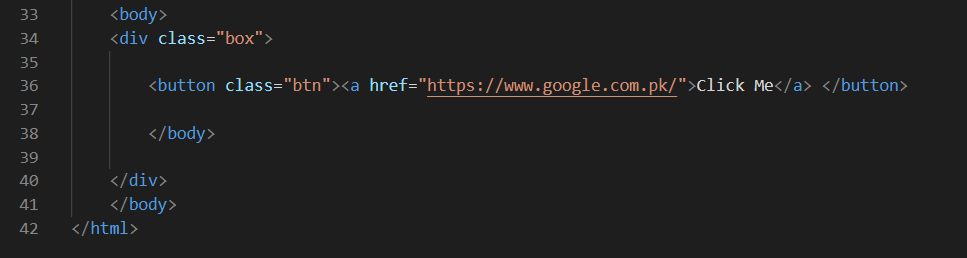 33 <body>
34 <div class="box">
35
36 <button class="btn"><a href="https://www.google.com.pk/">Click Me</a> </button>
37
38 </body>
39
40 </div>
41 </body>
42 </html>